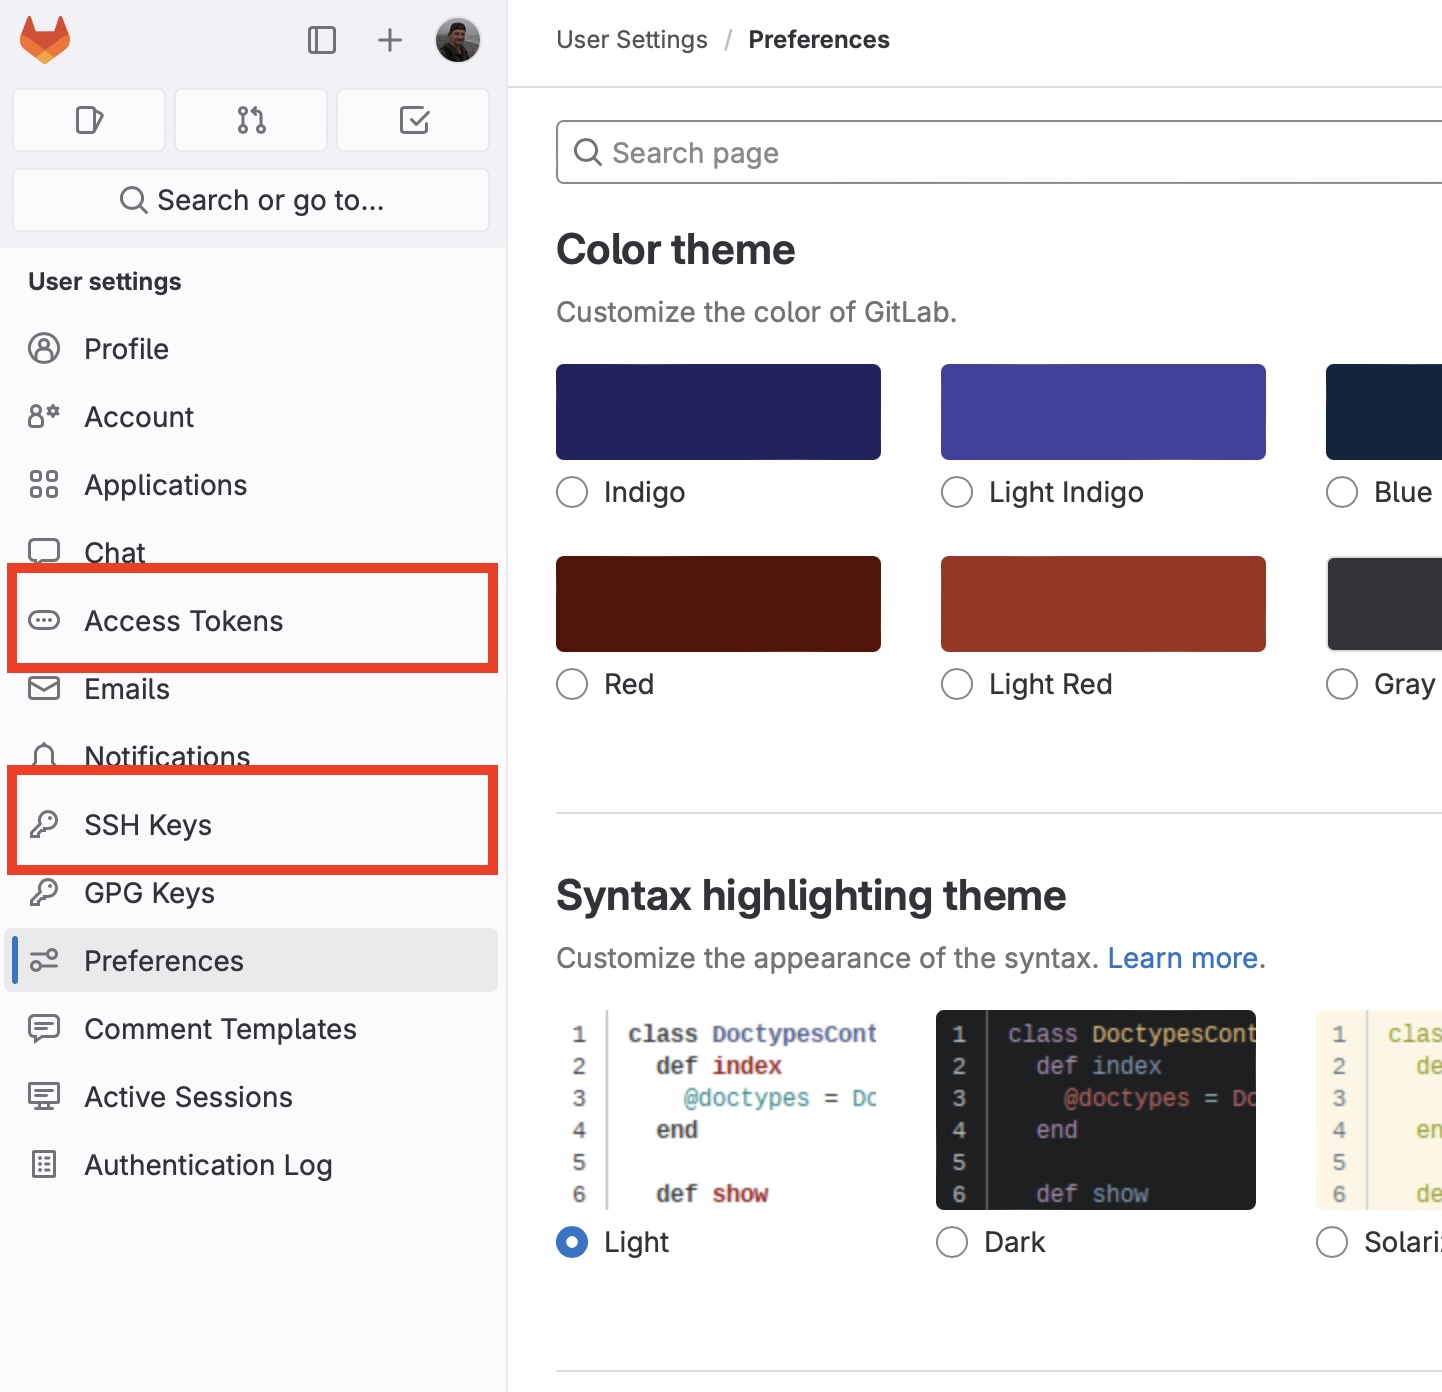 User Settings / Preferences
Search page
Search or go to...
User settings
Profile
Account
Applications
Chat
Access Tokens
Emails
Notifications
SSH Keys
GPG Keys
Preferences
Comment Templates
Active Sessions
Authentication Log
Color theme
Customize the color of GitLab.
Indigo
Light Indigo
Blue
Red
Light Red
Gray
Syntax highlighting theme
Customize the appearance of the syntax. Learn more.
1 class DoctypesCont
2 def index
3 @doctypes = Dc
4 end
5
6 def show
Light
1 class DoctypesCont
2 def index
3 @doctypes = Dc
4 end
5
6 def show
Dark
1 clas
2 de
3
4 en
5
6 de
Solari